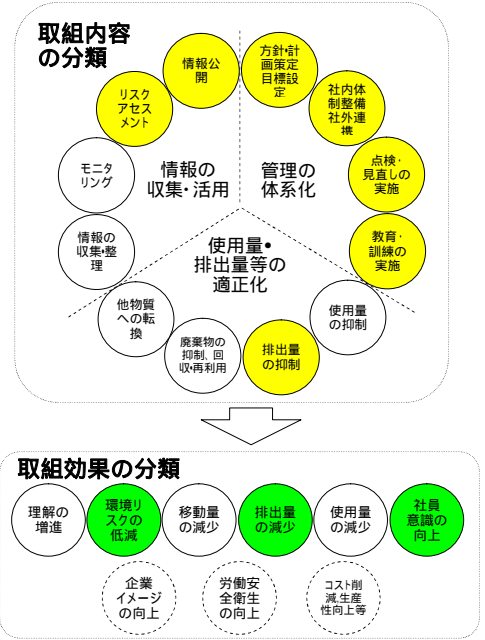 取組内容
の分類
情報公
開
方針・計
画策定
目標設
定
リスク
アセス
メント
社内体
制整備
社外連
携
モニタ
リング
情報の
収集・活用
管理の
体系化
点検・
見直しの
実施
情報の
収集・整
理
使用量・
排出量等の
適正化
教育・
訓練の
実施
他物質
への転
換
使用量
の抑制
廃棄物の
抑制、回
収・再利用
排出量
の抑制
取組効果の分類
理解の
増進
環境リ
スクの
低減
移動量
の減少
排出量
の減少
使用量
の減少
社員
意識の
向上
企業
イメージ
の向上
労働安
全衛生
の向上
コスト削
減,生産
性向上等